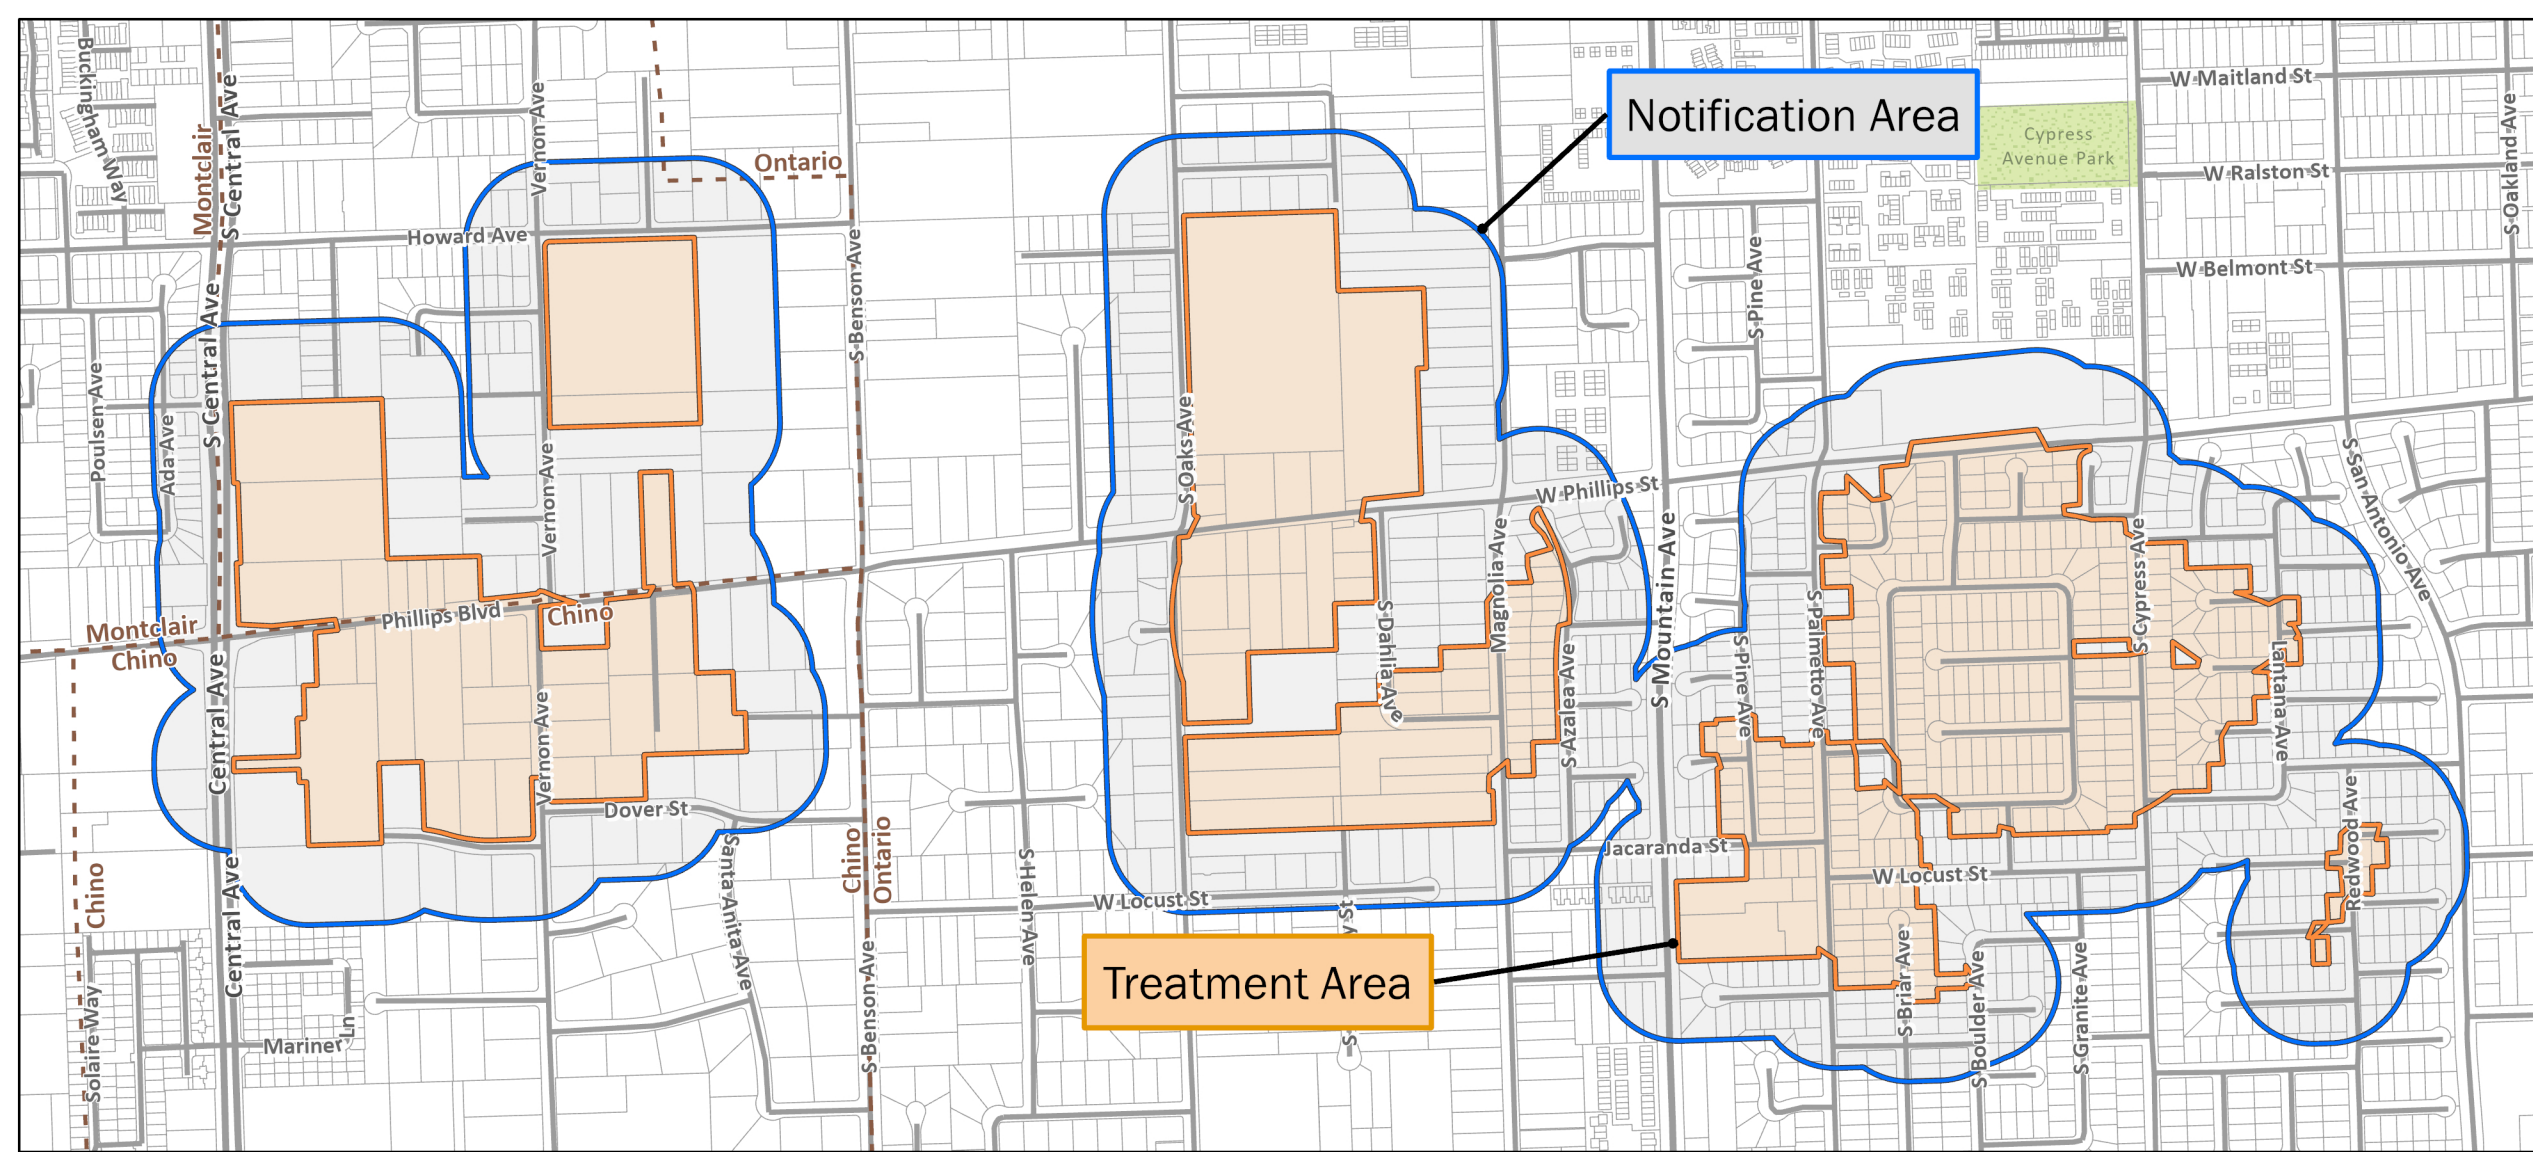 Buckingham Way
Montclair
S Central Ave
Vernon Ave
Ontario
Howard Ave
S Benson Ave
Notification Area
Cypress
Avenue Park
W Maitland St
W Ralston St
W Belmont St
S Oakland Ave
S Pine Ave
Poulsen Ave
Ada Ave
S Central Ave
Vernon Ave
S Oaks Ave
W Phillips St
S San Antonio Ave
Phillips Blvd
Chino
Montclair
Chino
Central Ave
Vernon Ave
S Dahlia Ave
Magnolia Ave
S Azalea Ave
S Mountain Ave
S Pine Ave
S Palmetto Ave
S Cypress Ave
Lantana Ave
Redwood Ave
Dover St
Santa Anita Ave
Chino
Ontario
S Helen Ave
W Locust St
Jacaranda St
W Locust St
Chino
Central Ave
Solaire Way
Mariner Ln
S Benson Ave
Treatment Area
S Briar Ave
S Boulder Ave
S Granite Ave